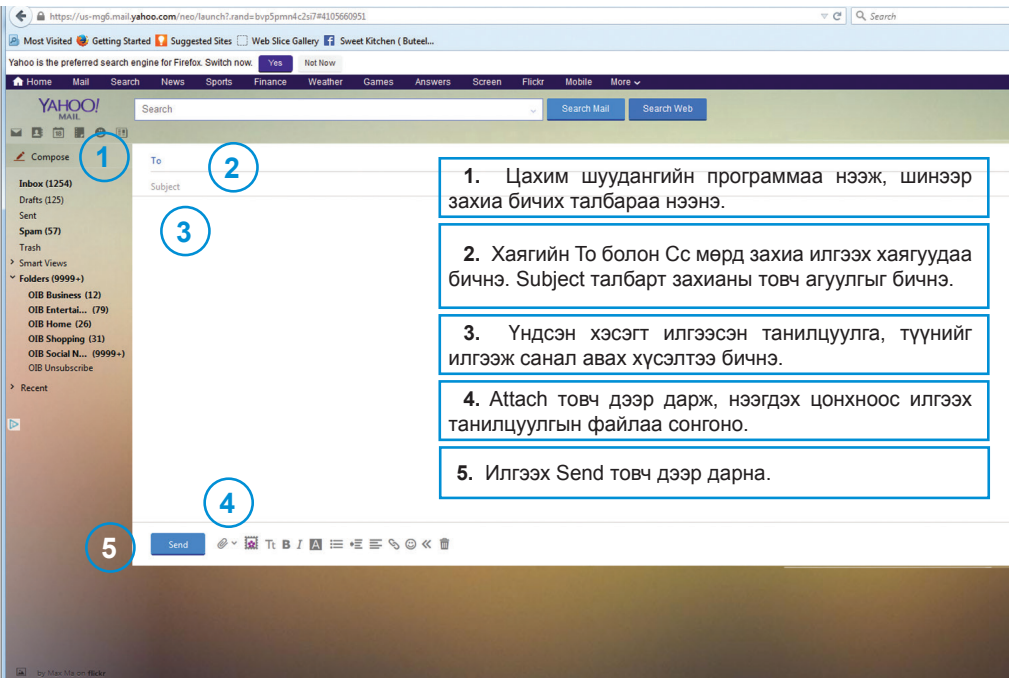 https://us-mg6.mail.yahoo.com/neo/launch?.rand=bvp5pmn4c2si7#4105660951
Search
Most Visited Getting Started Suggested Sites Web Slice Gallery Sweet Kitchen ( Buteel...
Yahoo is the preferred search engine for Firefox. Switch now. Yes Not Now
Home Mail Search News Sports Finance Weather Games Answers Screen Flickr Mobile More
YAHOO!
MAIL
Search
Search Mail
Search Web
Compose
1
Inbox (1254)
Drafts (125)
Sent
Spam (57)
Trash
Smart Views
Folders (9999+)
OIB Business (12)
OIB Entertai... (79)
OIB Home (26)
OIB Shopping (31)
OIB Social N... (9999+)
OIB Unsubscribe
Recent
To
2
Subject
3
1. Цахим шуудангийн программаа нээж, шинээр
захиа бичих талбараа нээнэ.
2. Хаягийн To болон Cc мөрд захиа илгээх хаягуудаа
бичнэ. Subject талбарт захианы товч агуулгыг бичнэ.
3. Үндсэн хэсэгт илгээсэн танилцуулга, түүнийг
илгээж санал авах хүсэлтээ бичнэ.
4. Attach товч дээр дарж, нээгдэх цонхноос илгээх
танилцуулгын файлаа сонгоно.
5. Илгээх Send товч дээр дарна.
4
5
Send
Tt B I A
by Max Ma on flickr